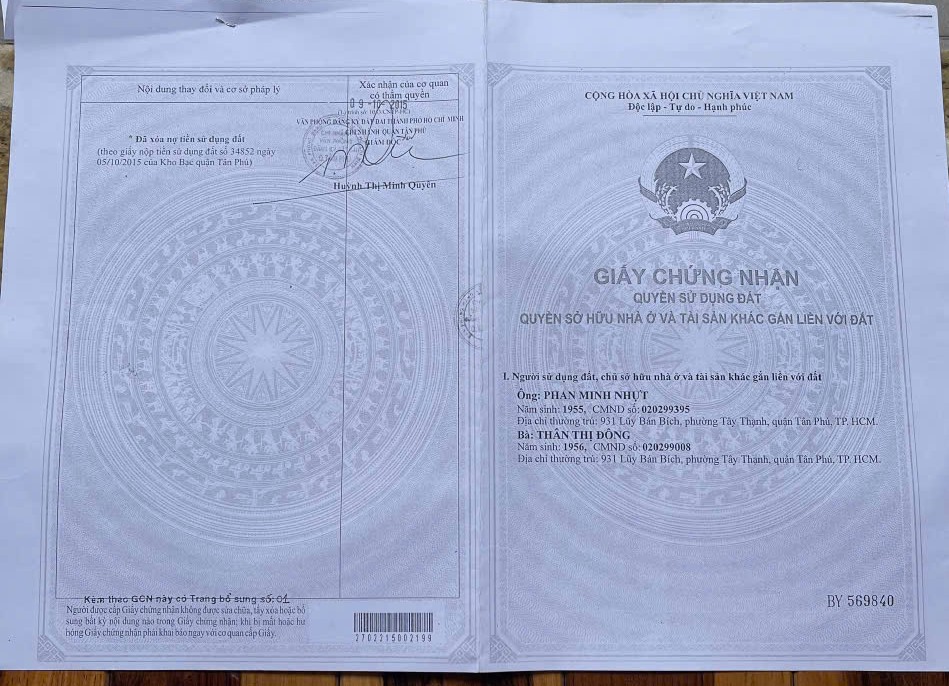 Nội dung thay đổi và cơ sở pháp lý
Xác nhận của cơ quan
có thẩm quyền
09-10-2015
VĂN PHÒNG ĐĂNG KÝ ĐẤT ĐAI THÀNH PHỐ HỒ CHÍ MINH
CHI NHÁNH QUẬN TÂN PHÚ
GIÁM ĐỐC
* Đã xóa nợ tiền sử dụng đất
(theo giấy nộp tiền sử dụng đất số 34852 ngày
05/10/2015 của Kho Bạc quận Tân Phú)
Huỳnh Thị Minh Quyên
Kèm theo GCN này có Trang bổ sung số: 01
Người được cấp Giấy chứng nhận không được sửa chữa, tẩy xóa hoặc bổ
sung bất kỳ nội dung nào trong Giấy chứng nhận; khi bị mất hoặc hư
hỏng Giấy chứng nhận phải khai báo ngay với cơ quan cấp Giấy.
2702215002199
CỘNG HÒA XÃ HỘI CHỦ NGHĨA VIỆT NAM
Độc lập - Tự do - Hạnh phúc
GIẤY CHỨNG NHẬN
QUYỀN SỬ DỤNG ĐẤT
QUYỀN SỞ HỮU NHÀ Ở VÀ TÀI SẢN KHÁC GẮN LIỀN VỚI ĐẤT
I. Người sử dụng đất, chủ sở hữu nhà ở và tài sản khác gắn liền với đất
Ông: PHAN MINH NHỰT
Năm sinh: 1955, CMND số: 020299395
Địa chỉ thường trú: 931 Lũy Bán Bích, phường Tây Thạnh, quận Tân Phú, TP. HCM.
Bà: THÂN THỊ ĐÔNG
Năm sinh: 1956, CMND số: 020299008
Địa chỉ thường trú: 931 Lũy Bán Bích, phường Tây Thạnh, quận Tân Phú, TP. HCM.
BY 569840